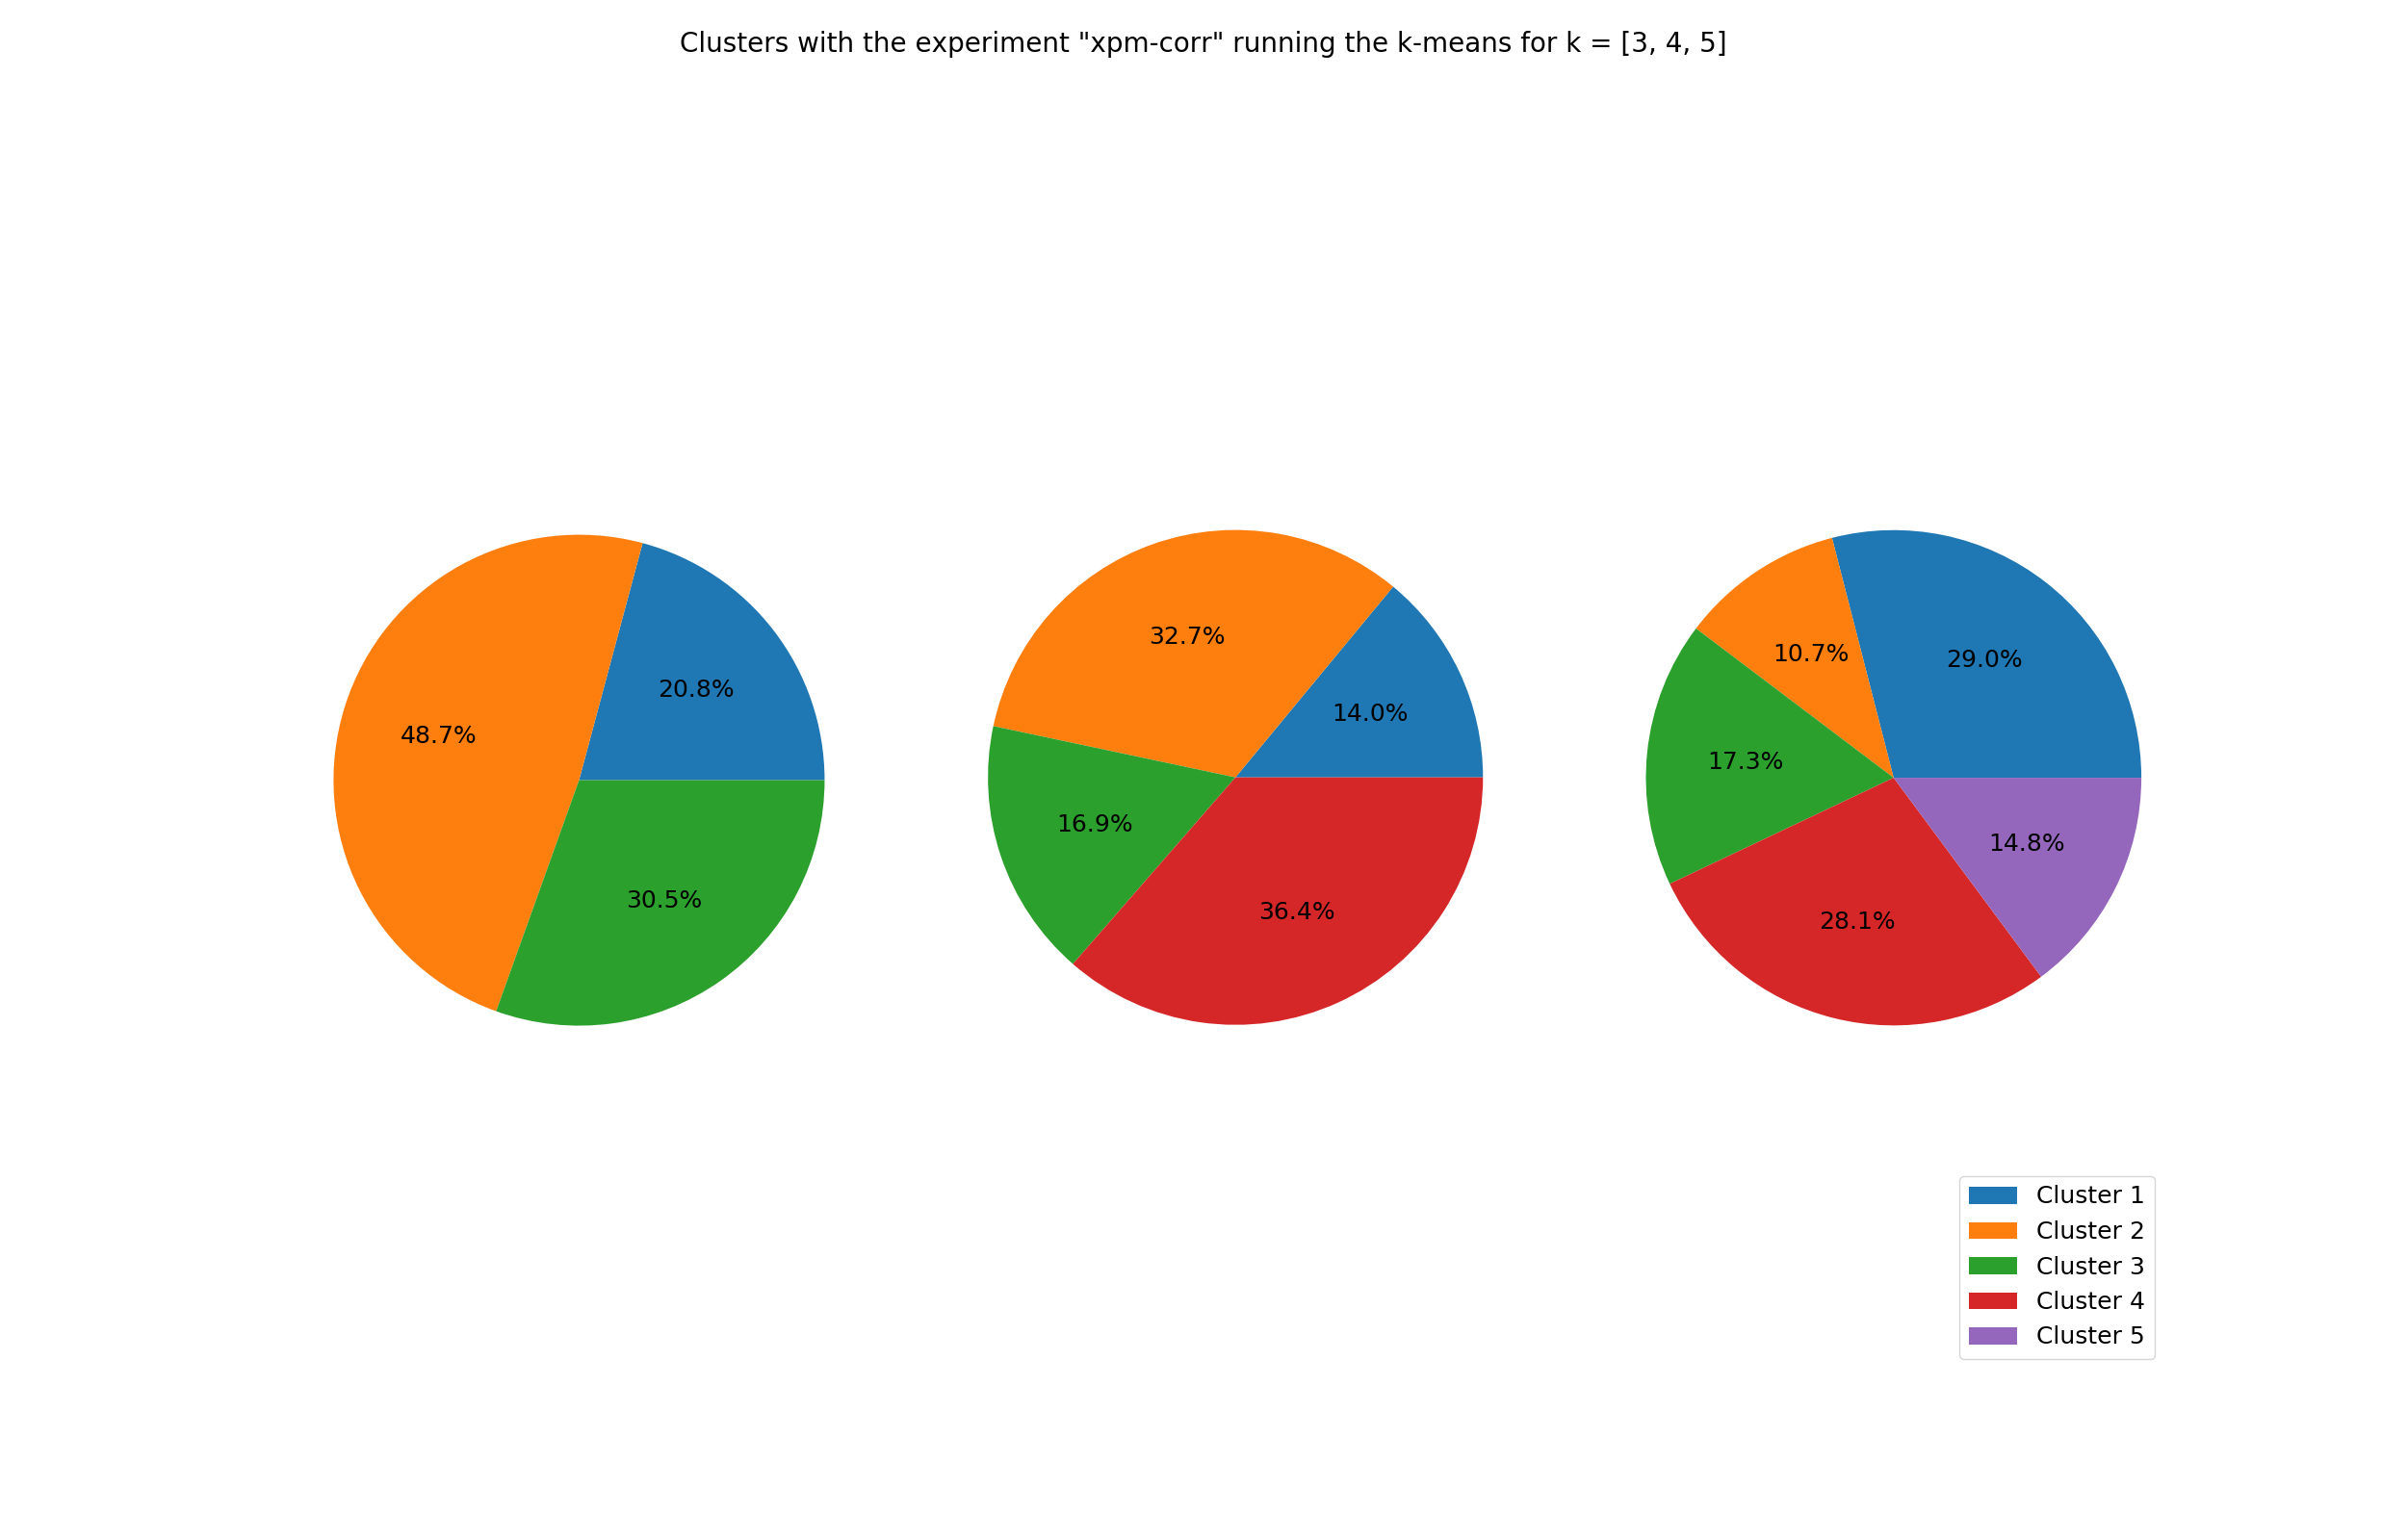 Clusters with the experiment "xpm-corr" running the k-means for k = [3, 4, 5]
20.8%
48.7%
30.5%
14.0%
32.7%
16.9%
36.4%
29.0%
10.7%
17.3%
28.1%
14.8%
Cluster 1
Cluster 2
Cluster 3
Cluster 4
Cluster 5